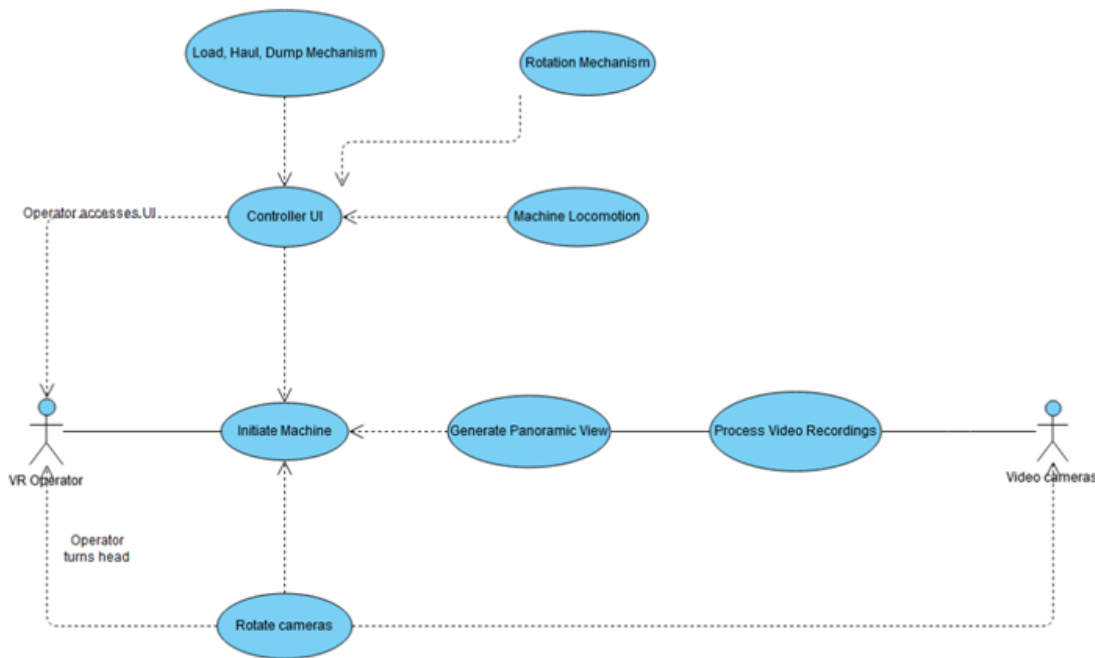 Load, Haul, Dump Mechanism
Rotation Mechanism
Operator accesses UI
Controller UI
Machine Locomotion
Initiate Machine
Generate Panoramic View
Process Video Recordings
VR Operator
Video cameras
Operator
turns head
Rotate cameras